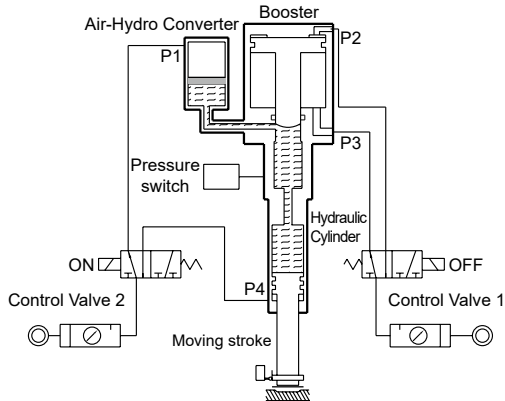 Booster
Air-Hydro Converter
P1
P2
P3
Pressure
switch
Hydraulic
Cylinder
ON
OFF
P4
Control Valve 2
Control Valve 1
Moving stroke